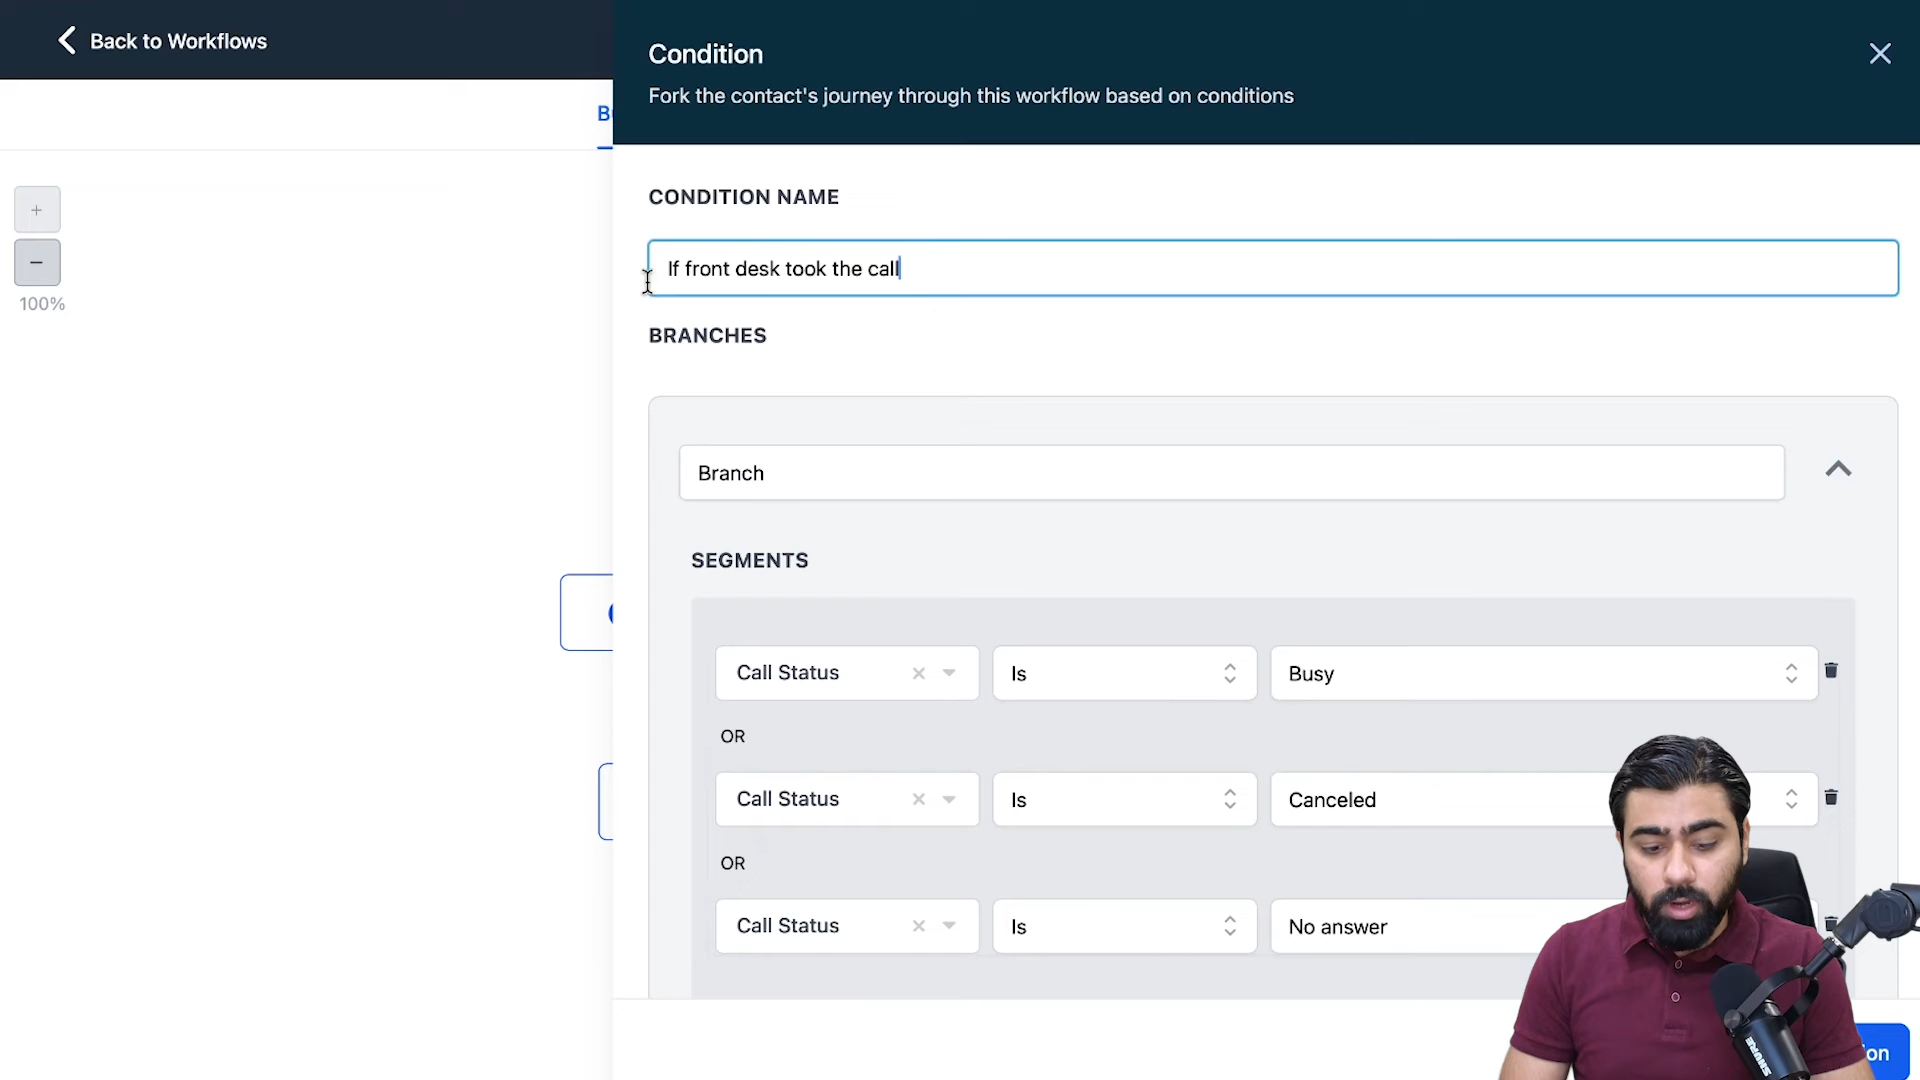 Back to Workflows
Condition
Fork the contact's journey through this workflow based on conditions
CONDITION NAME
100%
If front desk took the call
BRANCHES
Branch
SEGMENTS
Call Status Is Busy
OR
Call Status Is Canceled
OR
Call Status Is No answer
SHURE